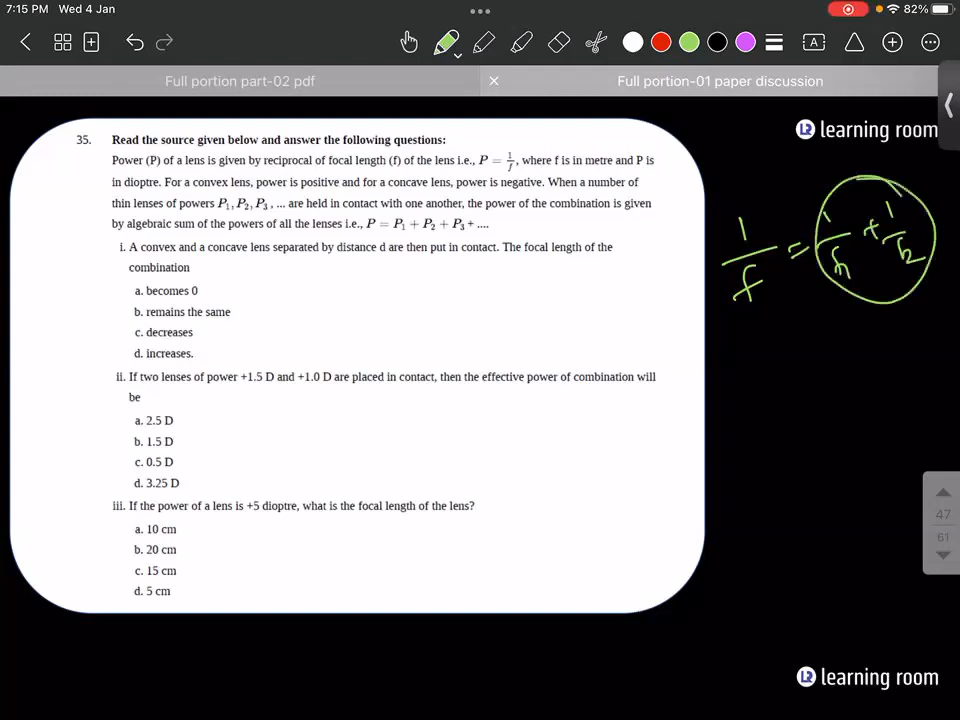 7:15 PM Wed 4 Jan
82%
A
Full portion part-02 pdf
Full portion-01 paper discussion
LR learning room
35. Read the source given below and answer the following questions:
Power (P) of a lens is given by reciprocal of focal length (f) of the lens i.e., P = 1/f, where f is in metre and P is
in dioptre. For a convex lens, power is positive and for a concave lens, power is negative. When a number of
thin lenses of powers P₁, P₂, P₃, ... are held in contact with one another, the power of the combination is given
by algebraic sum of the powers of all the lenses i.e., P = P₁ + P₂ + P₃ + ....
i. A convex and a concave lens separated by distance d are then put in contact. The focal length of the
combination
a. becomes 0
b. remains the same
c. decreases
d. increases.
ii. If two lenses of power +1.5 D and +1.0 D are placed in contact, then the effective power of combination will
be
a. 2.5 D
b. 1.5 D
c. 0.5 D
d. 3.25 D
iii. If the power of a lens is +5 dioptre, what is the focal length of the lens?
a. 10 cm
b. 20 cm
c. 15 cm
d. 5 cm
1/f = 1/f₁ + 1/f₂
47
61
LR learning room